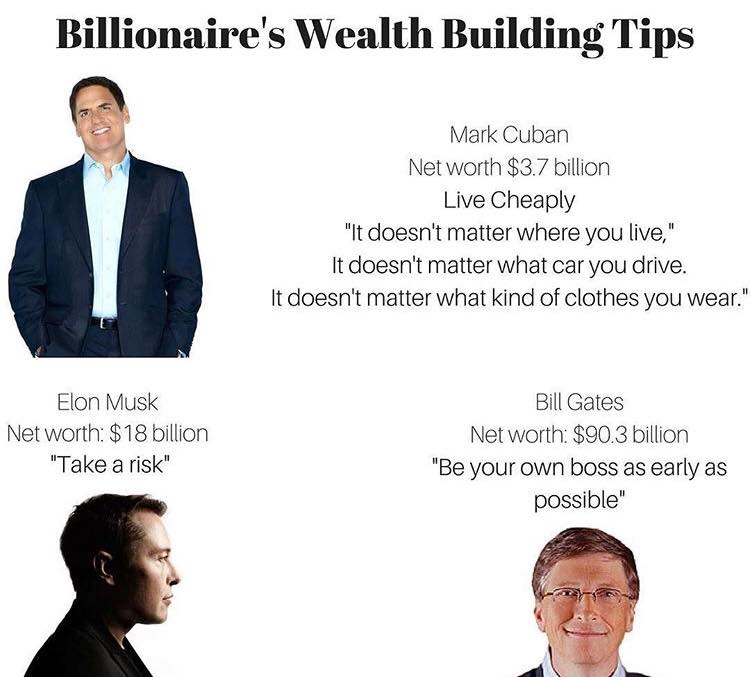 Billionaire's Wealth Building Tips
Mark Cuban
Net worth $3.7 billion
Live Cheaply
"It doesn't matter where you live,"
It doesn't matter what car you drive.
It doesn't matter what kind of clothes you wear."
Elon Musk
Net worth: $18 billion
"Take a risk"
Bill Gates
Net worth: $90.3 billion
"Be your own boss as early as
possible"